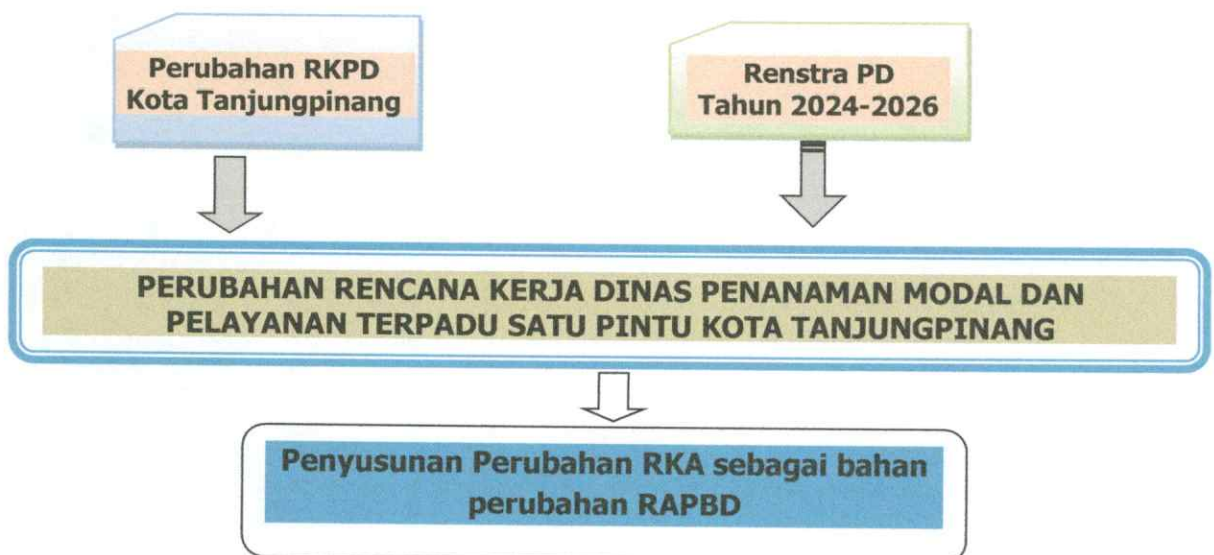 Perubahan RKPD
Kota Tanjungpinang
Renstra PD
Tahun 2024-2026
PERUBAHAN RENCANA KERJA DINAS PENANAMAN MODAL DAN
PELAYANAN TERPADU SATU PINTU KOTA TANJUNGPINANG
Penyusunan Perubahan RKA sebagai bahan
perubahan RAPBD